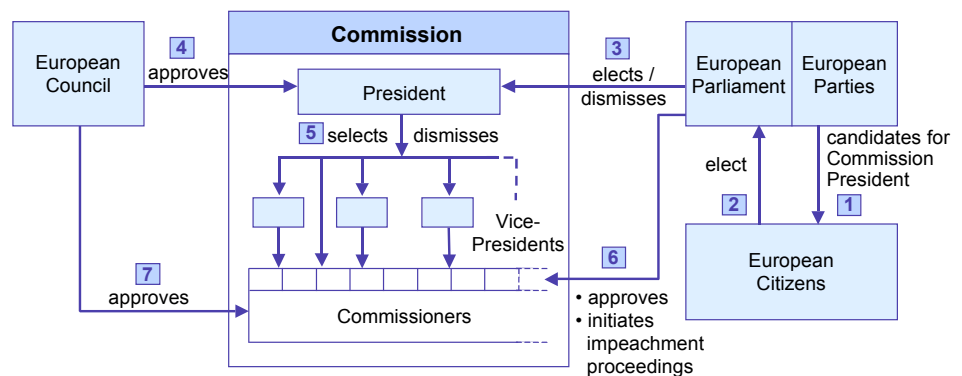 Commission
European
Council
4
approves
President
3
elects /
dismisses
European
Parliament
European
Parties
5 selects
dismisses
candidates for
Commission
President
elect
2
1
Vice-
Presidents
European
Citizens
7
approves
6
Commissioners
• approves
• initiates
impeachment
proceedings